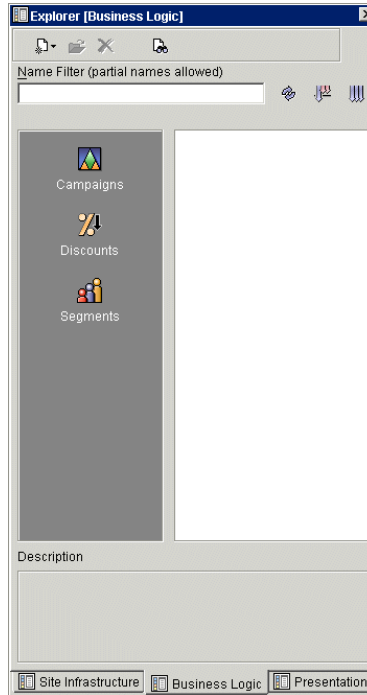 Explorer [Business Logic]
Name Filter (partial names allowed)
Campaigns
Discounts
Segments
Description
Site Infrastructure
Business Logic
Presentation